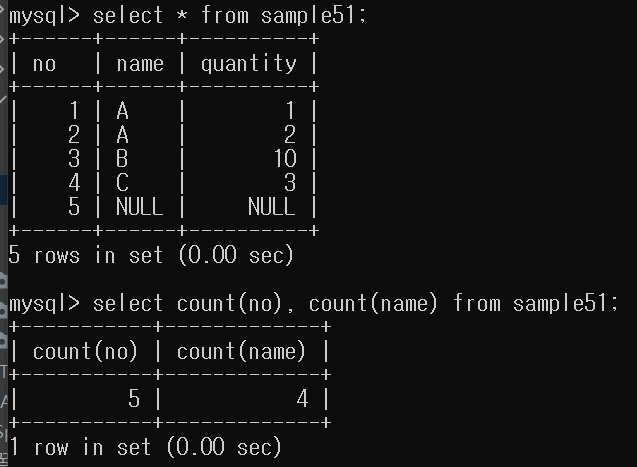 mysql> select * from sample51;
+------+------+----------+
| no   | name | quantity |
+------+------+----------+
|    1 | A    |        1 |
|    2 | A    |        2 |
|    3 | B    |       10 |
|    4 | C    |        3 |
|    5 | NULL |     NULL |
+------+------+----------+
5 rows in set (0.00 sec)
mysql> select count(no), count(name) from sample51;
+-----------+-------------+
| count(no) | count(name) |
+-----------+-------------+
|         5 |           4 |
+-----------+-------------+
1 row in set (0.00 sec)